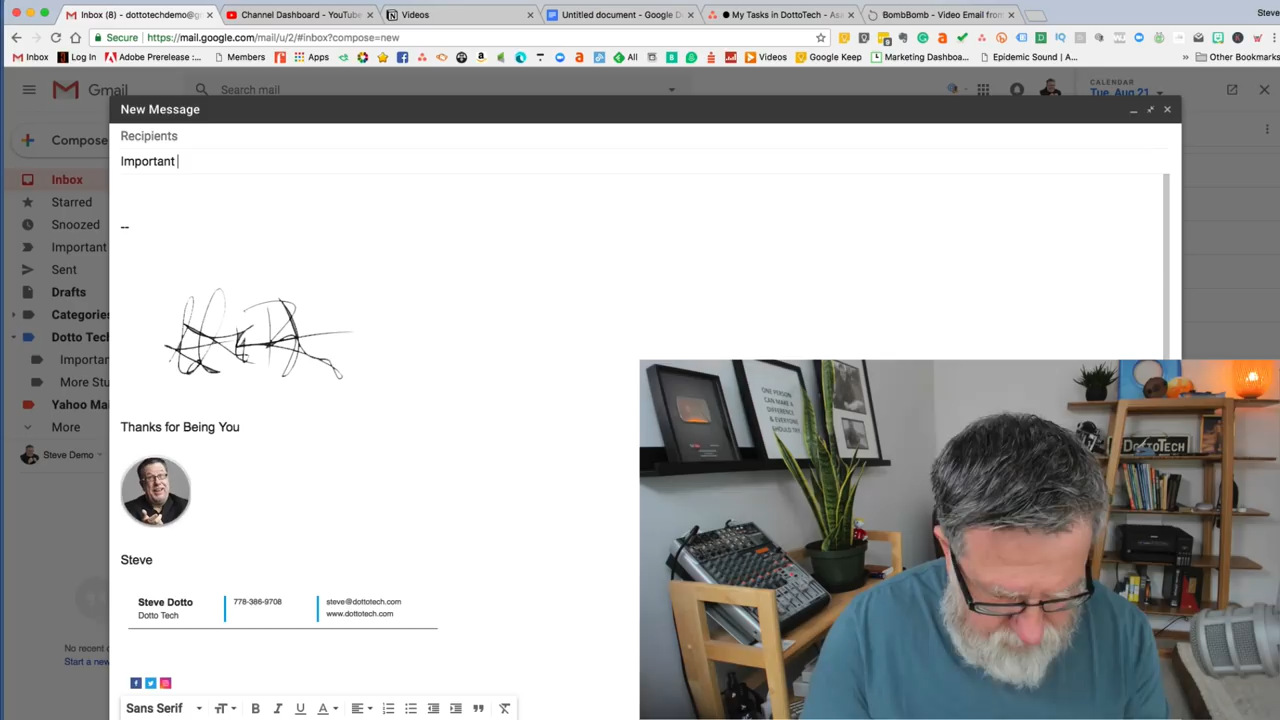 Inbox (8) - dottotechdemo@g
Channel Dashboard - YouTube
Videos
Untitled document - Google D
My Tasks in DottoTech - As
BombBomb - Video Email from
Steve
Secure
https://mail.google.com/mail/u/2/#inbox?compose=new
Inbox
Log In
Adobe Prerelease :...
Members
Apps
All
Videos
Google Keep
Marketing Dashboa...
Epidemic Sound | A...
Other Bookmarks
Gmail
Search mail
CALENDAR
Tue, Aug 21
Compose
Inbox
Starred
Snoozed
Important
Sent
Drafts
Categories
Dotto Tech
Importan
More Stu
Yahoo Mai
More
Steve Demo
No recent
Start a new
New Message
Recipients
Important
--
Thanks for Being You
Steve
Steve Dotto
Dotto Tech
778-386-9708
steve@dottotech.com
www.dottotech.com
Sans Serif
ONE PERSON
CAN MAKE A
DIFFERENCE
& EVERYONE
SHOULD TRY
DOTTOTECH